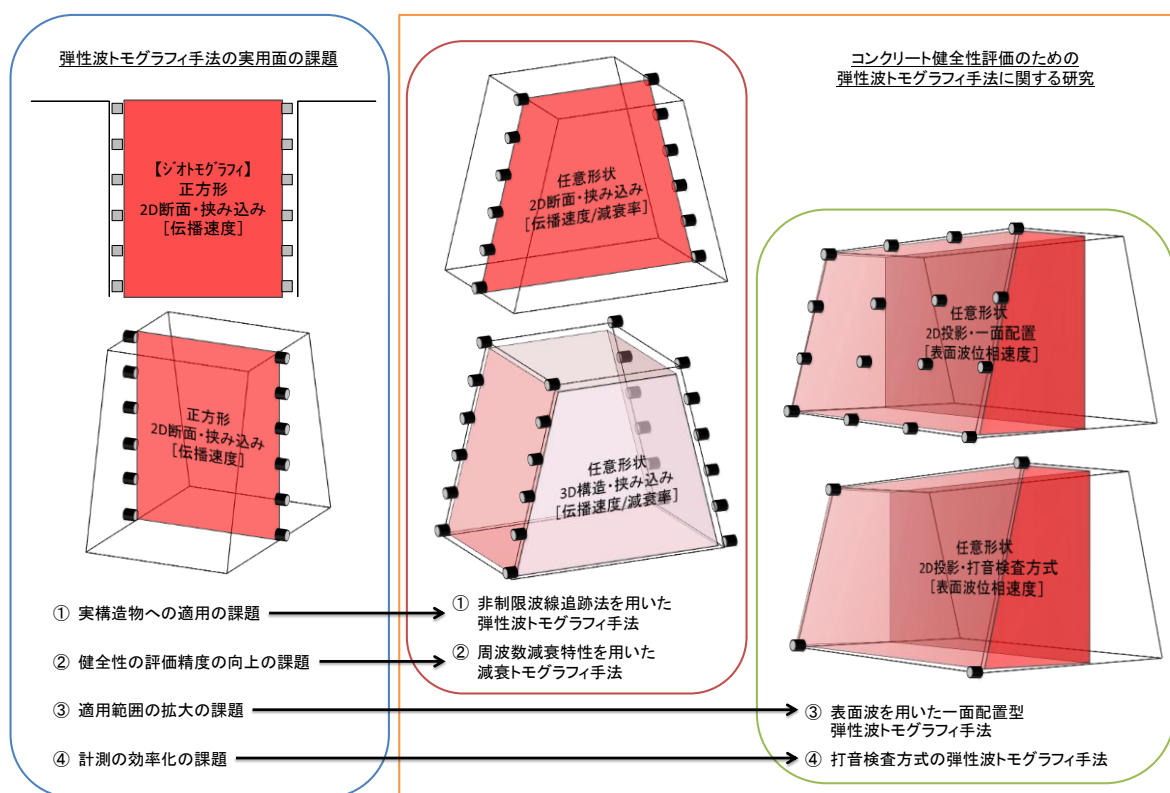 弾性波トモグラフィ手法の実用面の課題
【ジオトモグラフィ】
正方形
2D断面・挟み込み
[伝播速度]
正方形
2D断面・挟み込み
[伝播速度]
① 実構造物への適用の課題
② 健全性の評価精度の向上の課題
③ 適用範囲の拡大の課題
④ 計測の効率化の課題
任意形状
2D断面・挟み込み
[伝播速度/減衰率]
任意形状
3D構造・挟み込み
[伝播速度/減衰率]
① 非制限波線追跡法を用いた
弾性波トモグラフィ手法
② 周波数減衰特性を用いた
減衰トモグラフィ手法
コンクリート健全性評価のための
弾性波トモグラフィ手法に関する研究
任意形状
2D投影・一面配置
[表面波位相速度]
任意形状
2D投影・打音検査方式
[表面波位相速度]
③ 表面波を用いた一面配置型
弾性波トモグラフィ手法
④ 打音検査方式の弾性波トモグラフィ手法